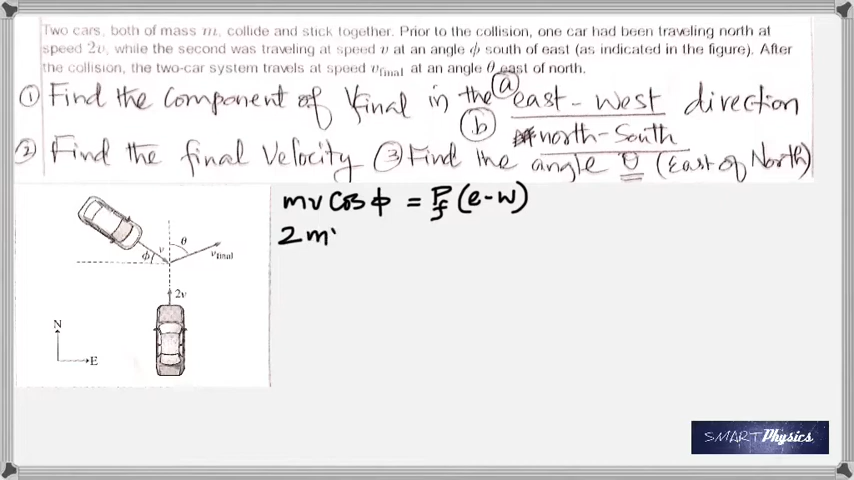 Two cars, both of mass m, collide and stick together. Prior to the collision, one car had been traveling north at
speed 2v, while the second was traveling at speed v at an angle ϕ south of east (as indicated in the figure). After
the collision, the two-car system travels at speed v_final at an angle θ east of north.
① Find the component of Vfinal in the ⓐ east-west direction
ⓑ north-South
② Find the final Velocity ③ Find the angle θ (East of North)
mv Cos ϕ = P_f (e-w)
2m
v
θ
ϕ
v_final
2v
N
E
SMART Physics